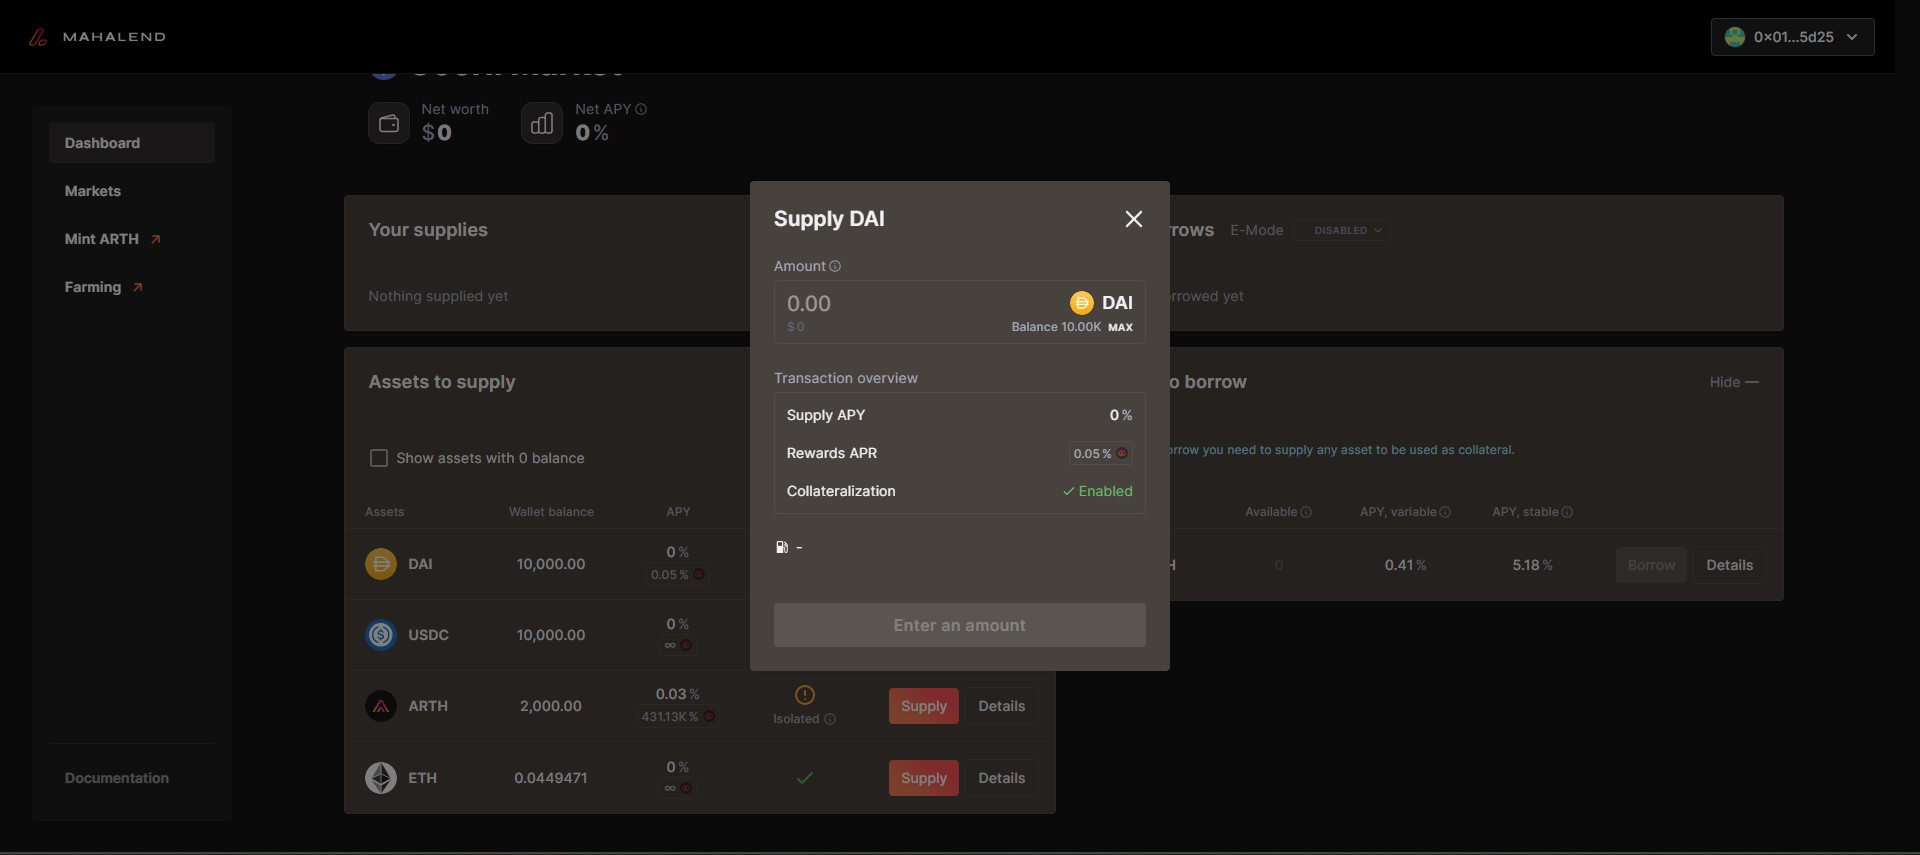 MAHALEND
0×01...5d25
Net worth
$0
Net APY
0 %
Dashboard
Markets
Mint ARTH
Farming
Documentation
Your supplies
Nothing supplied yet
rows E-Mode DISABLED
rrowed yet
Supply DAI
Amount
0.00 DAI
$0 Balance 10.00K MAX
Transaction overview
Supply APY 0 %
Rewards APR 0.05 %
Collateralization Enabled
-
Enter an amount
Assets to supply
Show assets with 0 balance
Assets Wallet balance APY
DAI 10,000.00 0 %
0.05 %
USDC 10,000.00 0 %
∞
ARTH 2,000.00 0.03 %
431.13K %
Isolated
Supply Details
ETH 0.0449471 0 %
∞
Supply Details
o borrow Hide —
orrow you need to supply any asset to be used as collateral.
Available APY, variable APY, stable
H 0 0.41 % 5.18 % Borrow Details